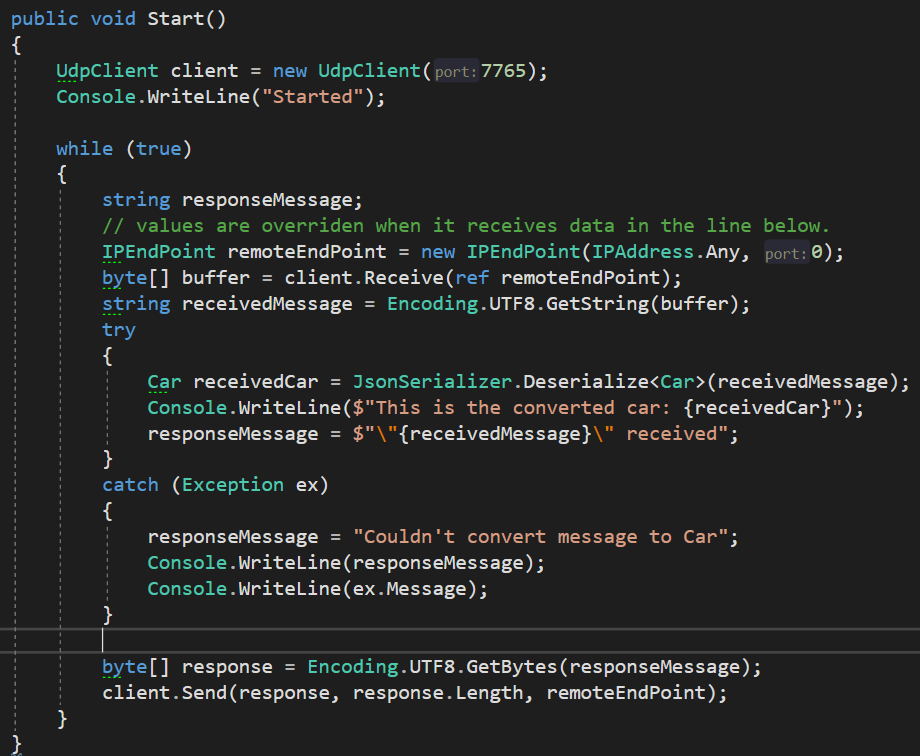 public void Start()
{
    UdpClient client = new UdpClient(port:7765);
    Console.WriteLine("Started");

    while (true)
    {
        string responseMessage;
        // values are overriden when it receives data in the line below.
        IPEndPoint remoteEndPoint = new IPEndPoint(IPAddress.Any, port:0);
        byte[] buffer = client.Receive(ref remoteEndPoint);
        string receivedMessage = Encoding.UTF8.GetString(buffer);
        try
        {
            Car receivedCar = JsonSerializer.Deserialize<Car>(receivedMessage);
            Console.WriteLine($"This is the converted car: {receivedCar}");
            responseMessage = $"\"{receivedMessage}\" received";
        }
        catch (Exception ex)
        {
            responseMessage = "Couldn't convert message to Car";
            Console.WriteLine(responseMessage);
            Console.WriteLine(ex.Message);
        }

        byte[] response = Encoding.UTF8.GetBytes(responseMessage);
        client.Send(response, response.Length, remoteEndPoint);
    }
}